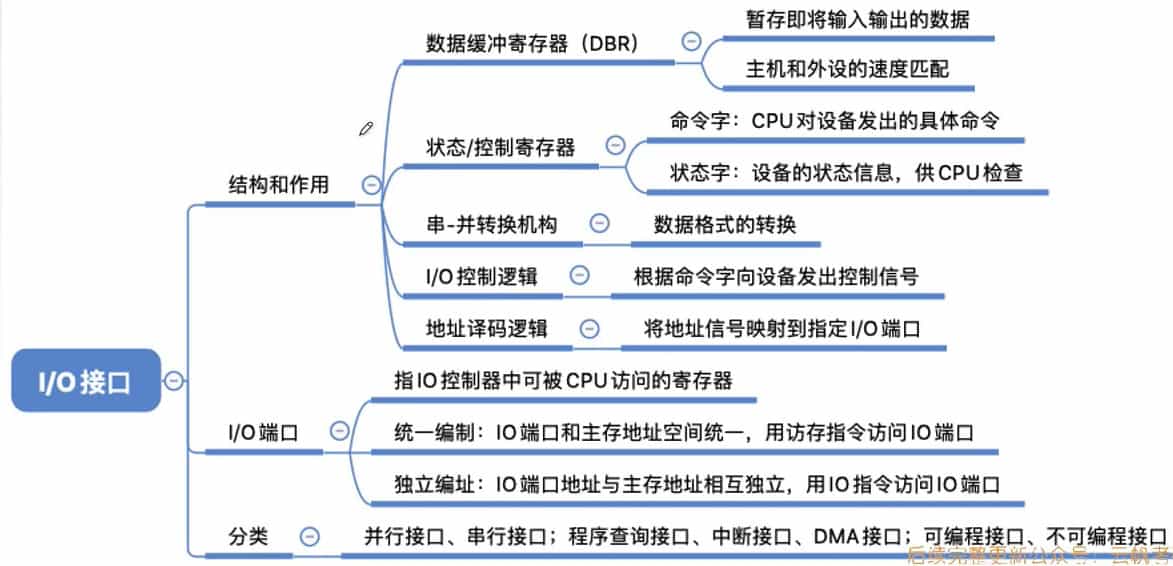 数据缓冲寄存器（DBR）
暂存即将输入输出的数据
主机和外设的速度匹配
状态/控制寄存器
命令字：CPU对设备发出的具体命令
状态字：设备的状态信息，供CPU检查
结构和作用
串-并转换机构
数据格式的转换
I/O控制逻辑
根据命令字向设备发出控制信号
地址译码逻辑
将地址信号映射到指定I/O端口
I/O接口
I/O端口
指IO控制器中可被CPU访问的寄存器
统一编制：IO端口和主存地址空间统一，用访存指令访问IO端口
独立编址：IO端口地址与主存地址相互独立，用IO指令访问IO端口
分类
并行接口、串行接口；程序查询接口、中断接口、DMA接口；可编程接口、不可编程接口
后续完整更新公众号：云帆考